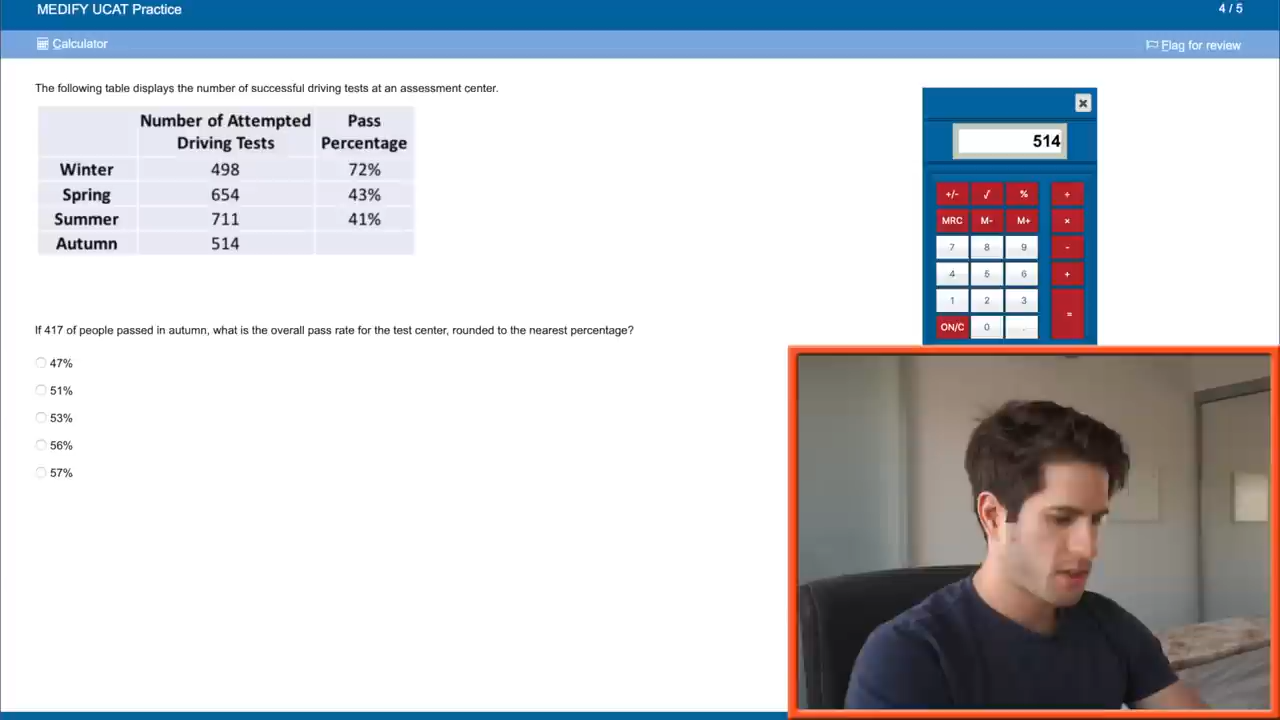 MEDIFY UCAT Practice
4 / 5
Calculator
Flag for review
The following table displays the number of successful driving tests at an assessment center.
Number of Attempted Driving Tests
Pass Percentage
Winter 498 72%
Spring 654 43%
Summer 711 41%
Autumn 514
514
+/- √ % ÷
MRC M- M+ ×
7 8 9 -
4 5 6 +
1 2 3 =
ON/C 0 .
If 417 of people passed in autumn, what is the overall pass rate for the test center, rounded to the nearest percentage?
47%
51%
53%
56%
57%